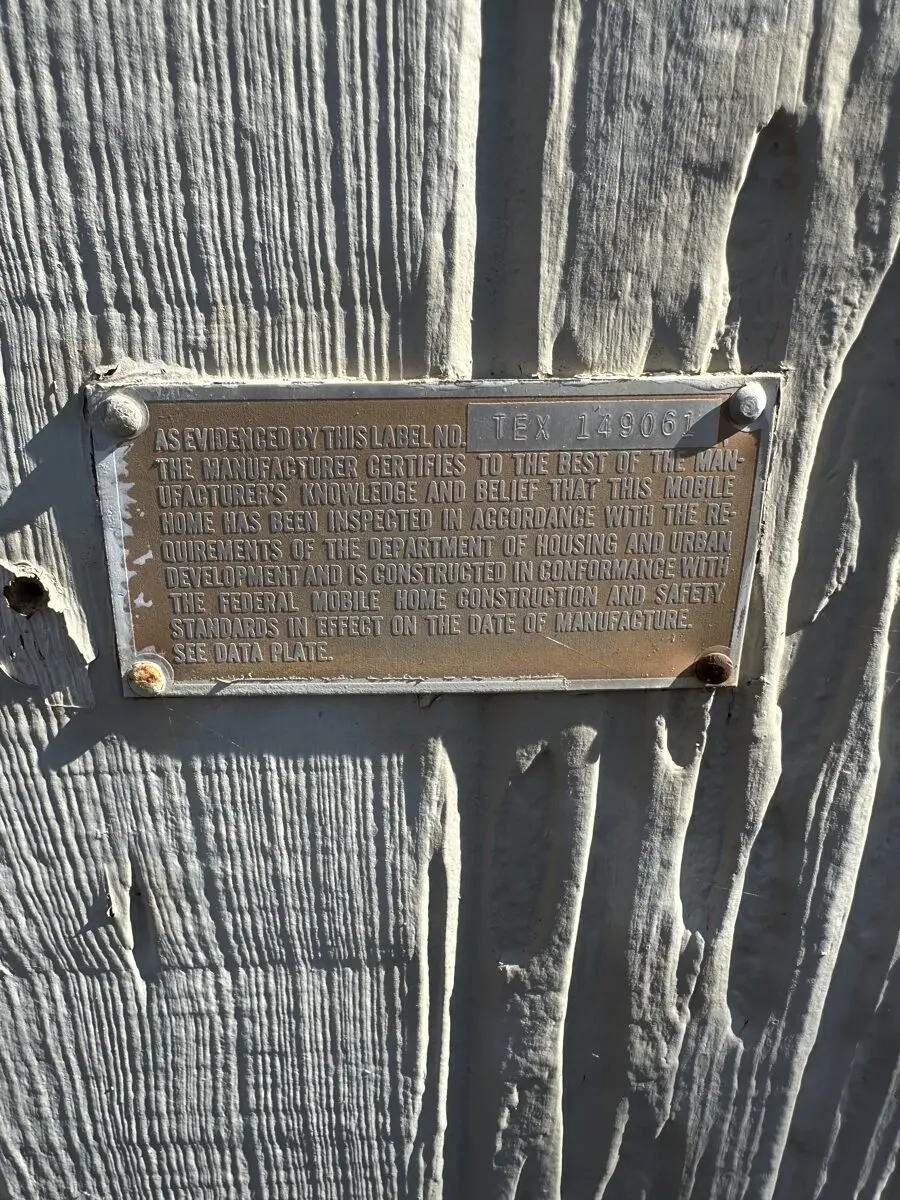 AS EVIDENCED BY THIS LABEL NO. TEX 149061
THE MANUFACTURER CERTIFIES TO THE BEST OF THE MAN-
UFACTURER'S KNOWLEDGE AND BELIEF THAT THIS MOBILE
HOME HAS BEEN INSPECTED IN ACCORDANCE WITH THE RE-
QUIREMENTS OF THE DEPARTMENT OF HOUSING AND URBAN
DEVELOPMENT AND IS CONSTRUCTED IN CONFORMANCE WITH
THE FEDERAL MOBILE HOME CONSTRUCTION AND SAFETY
STANDARDS IN EFFECT ON THE DATE OF MANUFACTURE.
SEE DATA PLATE.